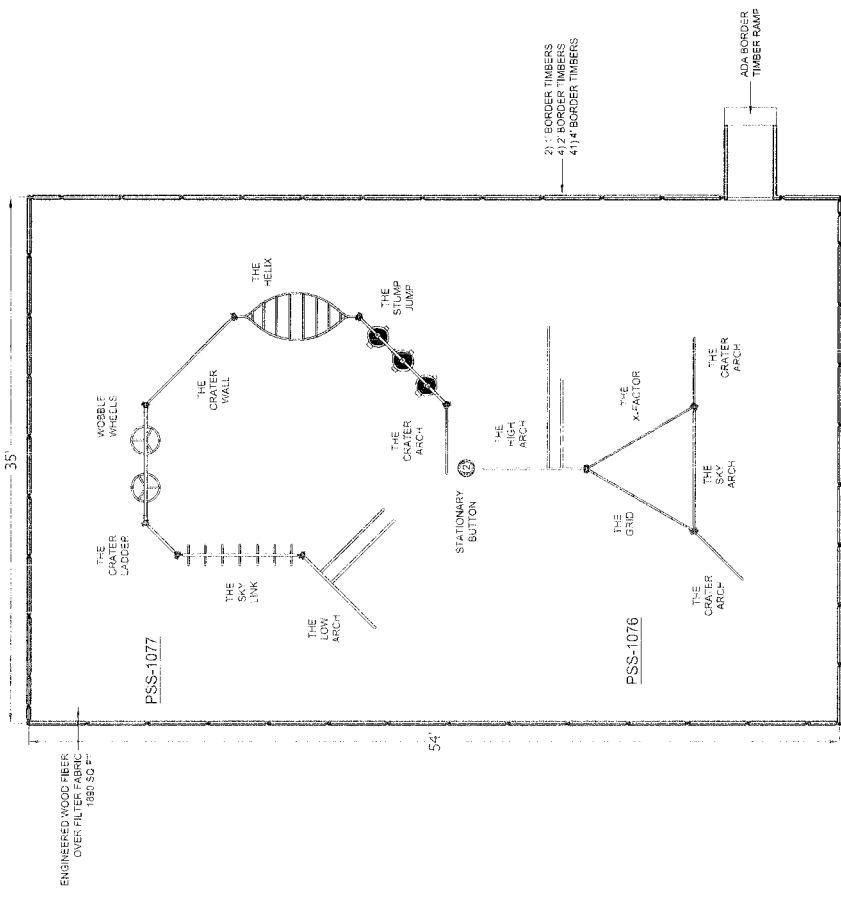 ADA BORDER
TIMBER RAMP
2) 1' BORDER TIMBERS
4) 2' BORDER TIMBERS
41) 4' BORDER TIMBERS
35'
THE
HELIX
THE
STUMP
JUMP
WOBBLE
WHEELS
THE
CRATER
WALL
THE
CRATER
ARCH
THE
HIGH
ARCH
THE
X-FACTOR
THE
CRATER
ARCH
12
STATIONARY
BUTTON
THE
SKY
ARCH
THE
GRID
THE
CRATER
LADDER
THE
SKY
LINK
THE
LOW
ARCH
THE
CRATER
ARCH
PSS-1077
PSS-1076
54'
ENGINEERED WOOD FIBER
OVER FILTER FABRIC
1890 SQ FT